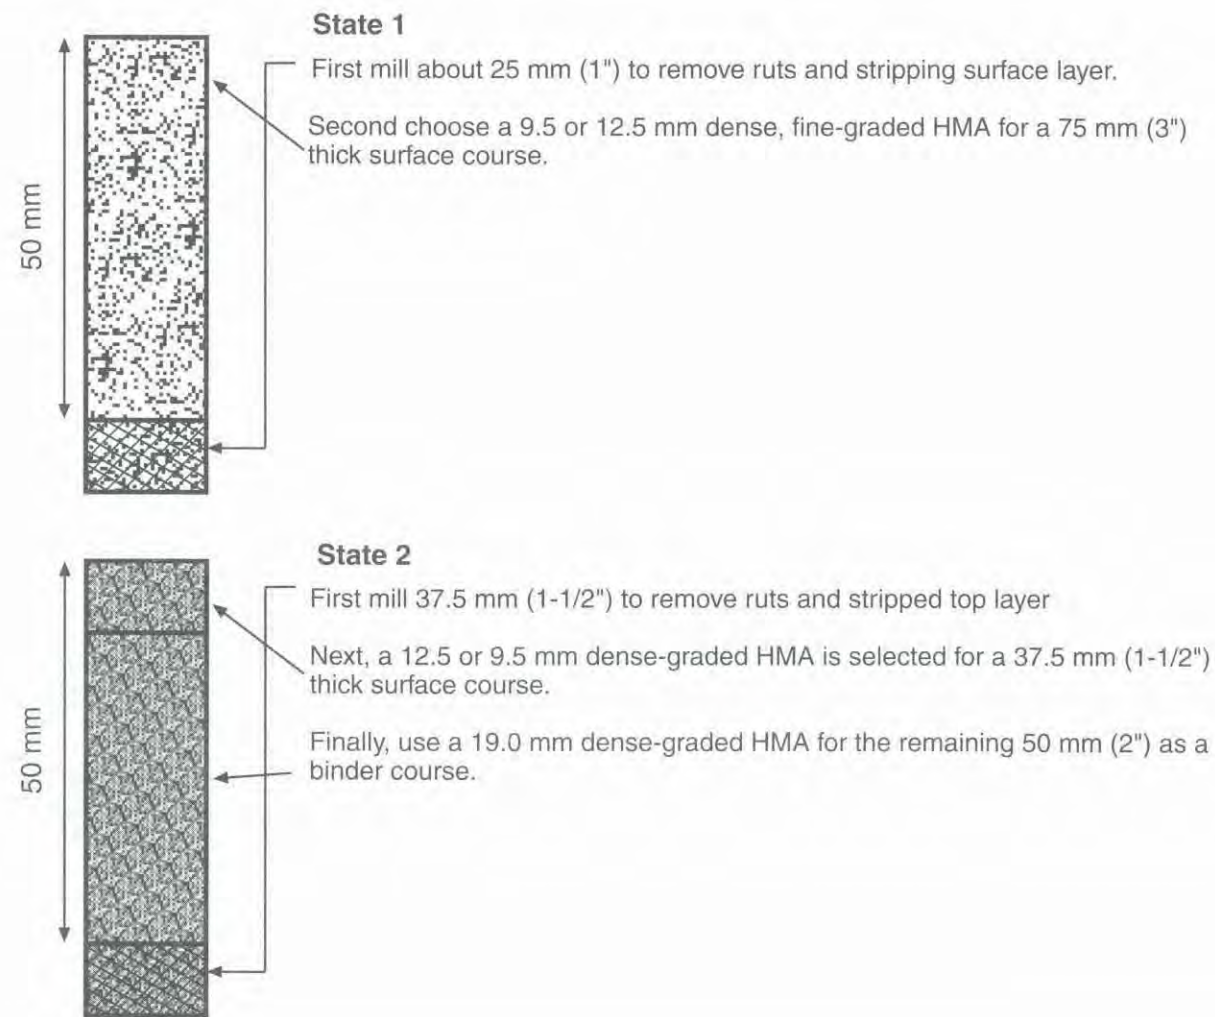 State 1
First mill about 25 mm (1") to remove ruts and stripping surface layer.
Second choose a 9.5 or 12.5 mm dense, fine-graded HMA for a 75 mm (3")
thick surface course.
50 mm
State 2
First mill 37.5 mm (1-1/2") to remove ruts and stripped top layer
Next, a 12.5 or 9.5 mm dense-graded HMA is selected for a 37.5 mm (1-1/2")
thick surface course.
Finally, use a 19.0 mm dense-graded HMA for the remaining 50 mm (2") as a
binder course.
50 mm